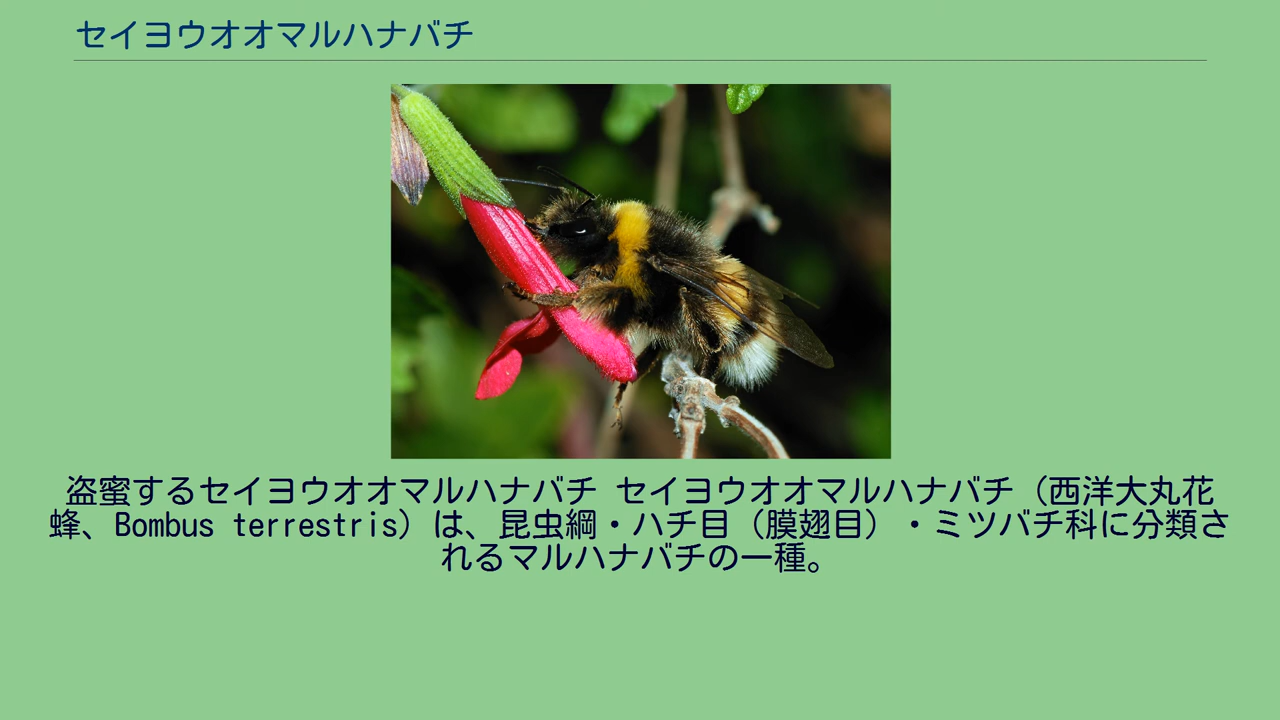 セイヨウオオマルハナバチ
盗蜜するセイヨウオオマルハナバチ セイヨウオオマルハナバチ（西洋大丸花
蜂、Bombus terrestris）は、昆虫綱・ハチ目（膜翅目）・ミツバチ科に分類さ
れるマルハナバチの一種。